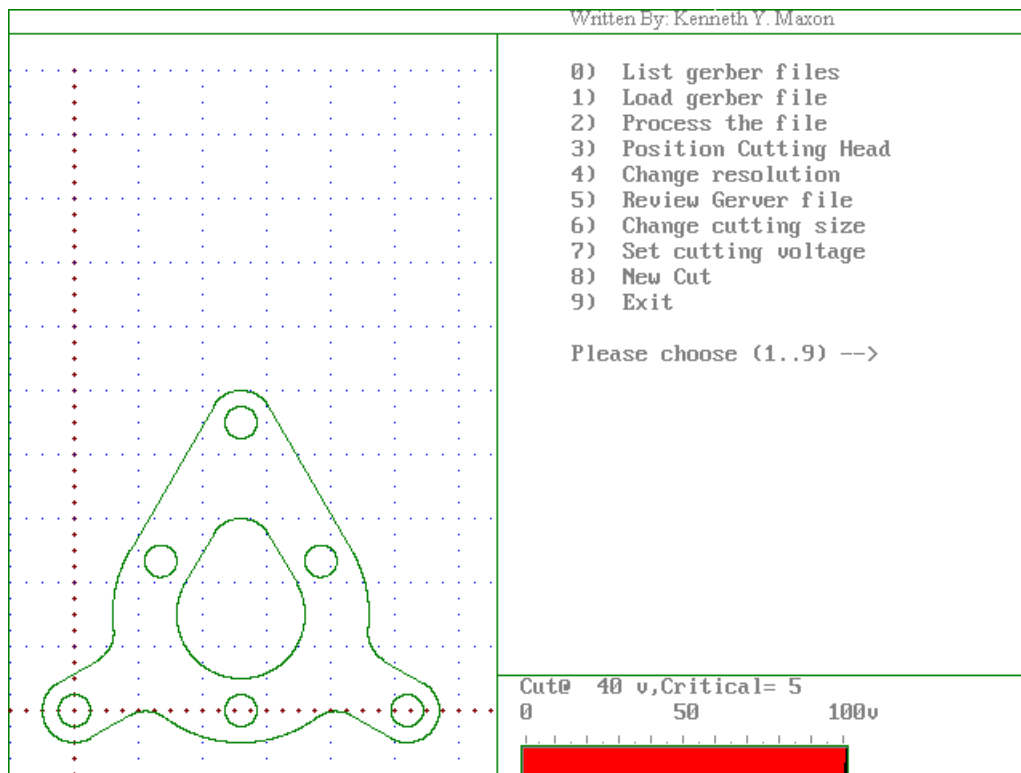 Written By: Kenneth Y. Maxon
0) List gerber files
1) Load gerber file
2) Process the file
3) Position Cutting Head
4) Change resolution
5) Review Gerver file
6) Change cutting size
7) Set cutting voltage
8) New Cut
9) Exit
Please choose (1..9) -->
Cut@ 40 v,Critical= 5
0 50 100v